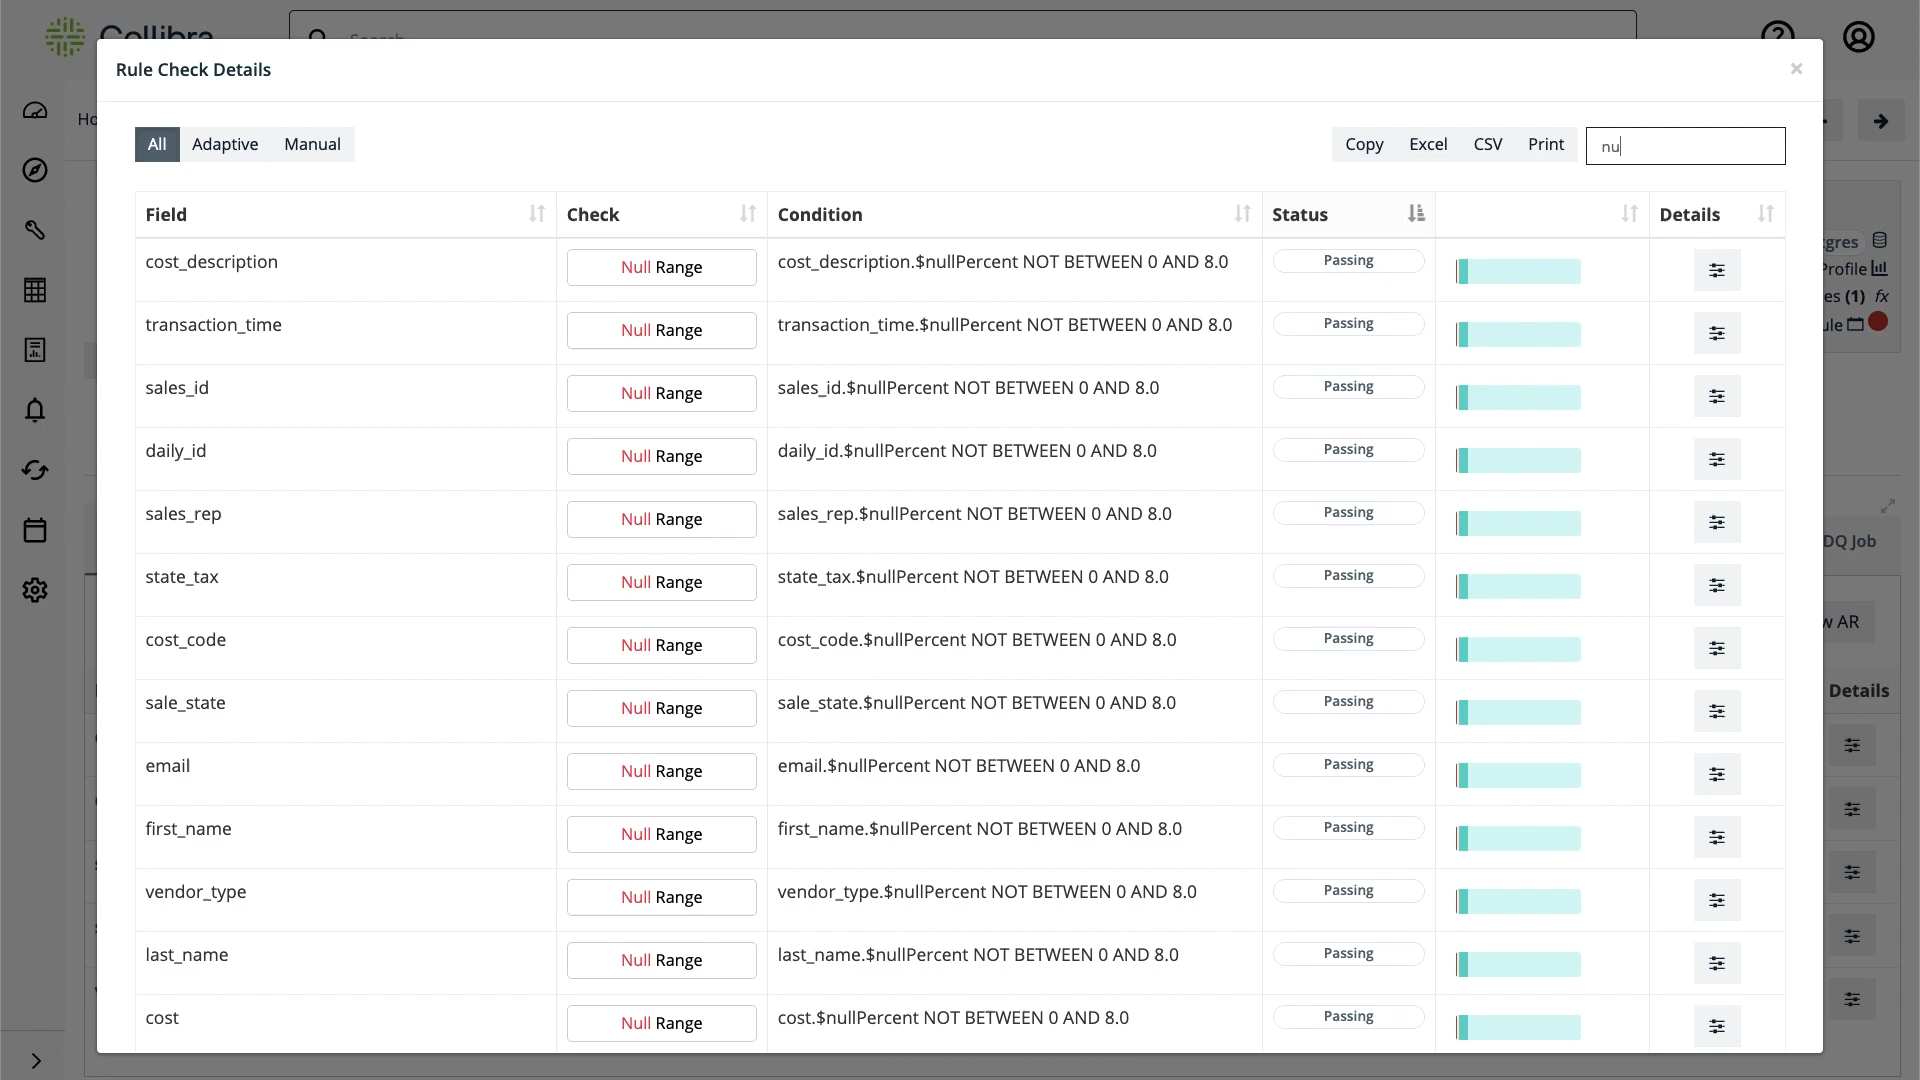 Collibra
Search
Rule Check Details
×
Ho
All Adaptive Manual
Copy Excel CSV Print
nu
Field Check Condition Status Details
cost_description Null Range cost_description.$nullPercent NOT BETWEEN 0 AND 8.0 Passing
transaction_time Null Range transaction_time.$nullPercent NOT BETWEEN 0 AND 8.0 Passing
sales_id Null Range sales_id.$nullPercent NOT BETWEEN 0 AND 8.0 Passing
daily_id Null Range daily_id.$nullPercent NOT BETWEEN 0 AND 8.0 Passing
sales_rep Null Range sales_rep.$nullPercent NOT BETWEEN 0 AND 8.0 Passing
state_tax Null Range state_tax.$nullPercent NOT BETWEEN 0 AND 8.0 Passing
cost_code Null Range cost_code.$nullPercent NOT BETWEEN 0 AND 8.0 Passing
sale_state Null Range sale_state.$nullPercent NOT BETWEEN 0 AND 8.0 Passing
email Null Range email.$nullPercent NOT BETWEEN 0 AND 8.0 Passing
first_name Null Range first_name.$nullPercent NOT BETWEEN 0 AND 8.0 Passing
vendor_type Null Range vendor_type.$nullPercent NOT BETWEEN 0 AND 8.0 Passing
last_name Null Range last_name.$nullPercent NOT BETWEEN 0 AND 8.0 Passing
cost Null Range cost.$nullPercent NOT BETWEEN 0 AND 8.0 Passing
tgres
Profile
es (1) fx
ule
DQ Job
w AR
Details